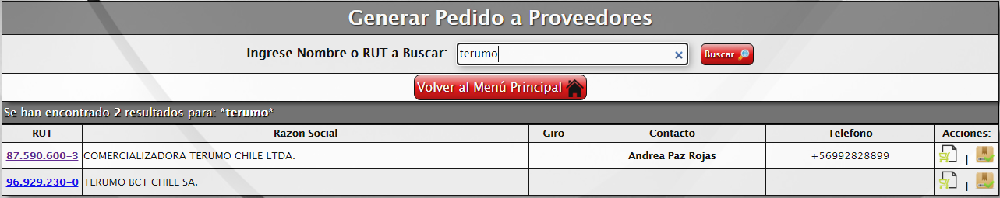 Generar Pedido a Proveedores
Ingrese Nombre o RUT a Buscar: terumo × Buscar
Volver al Menú Principal
Se han encontrado 2 resultados para: *terumo*
RUT Razon Social Giro Contacto Telefono Acciones:
87.590.600-3 COMERCIALIZADORA TERUMO CHILE LTDA. Andrea Paz Rojas +56992828899 |
96.929.230-0 TERUMO BCT CHILE SA. |